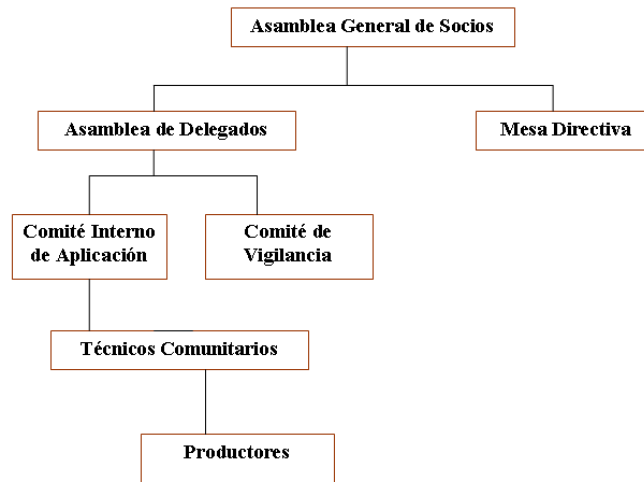 Asamblea General de Socios
Asamblea de Delegados
Mesa Directiva
Comité Interno
de Aplicación
Comité de
Vigilancia
Técnicos Comunitarios
Productores